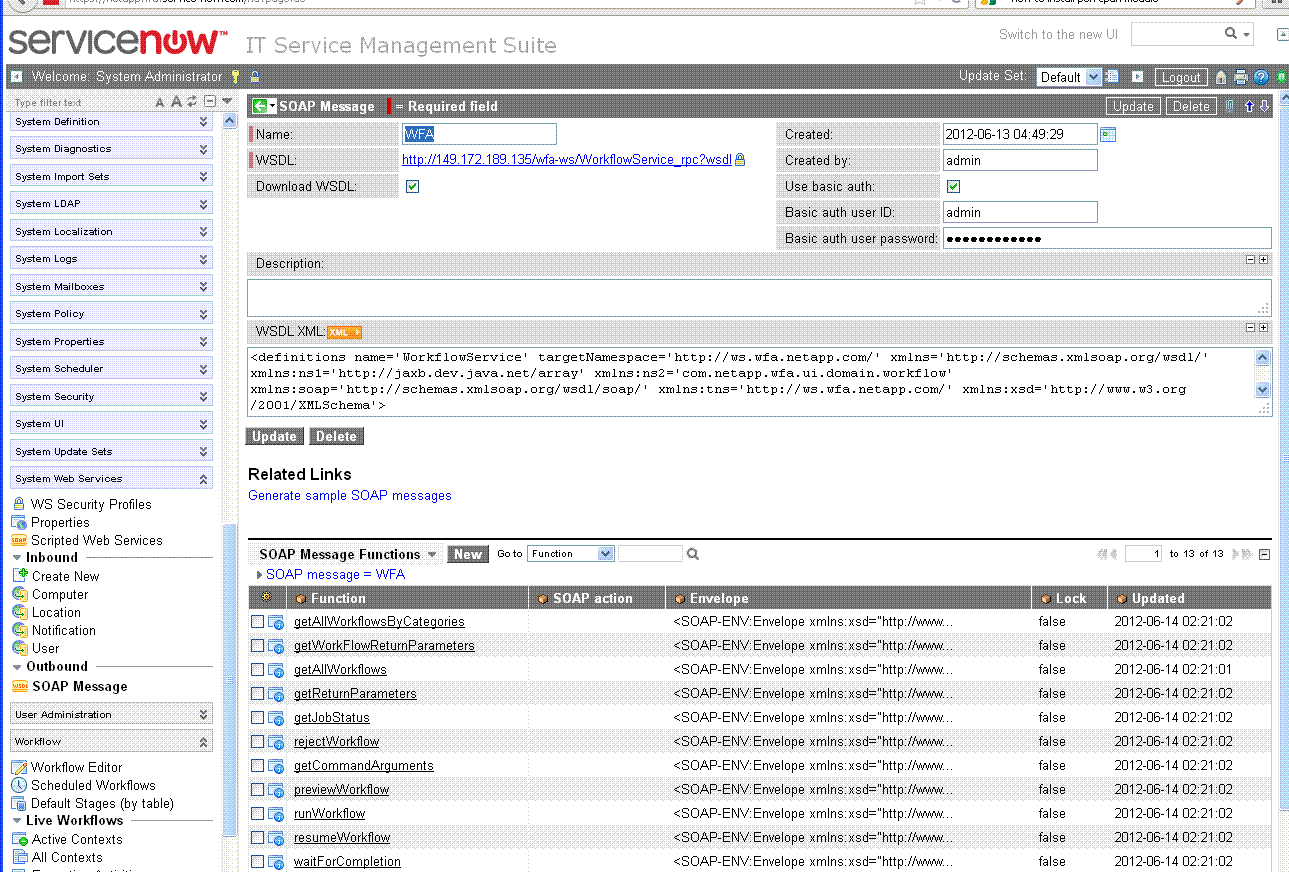 how to install perl cpan module
servicenow™ IT Service Management Suite
Switch to the new UI
Welcome: System Administrator
Update Set: Default Logout
Type filter text A A
System Definition
System Diagnostics
System Import Sets
System LDAP
System Localization
System Logs
System Mailboxes
System Policy
System Properties
System Scheduler
System Security
System UI
System Update Sets
System Web Services
WS Security Profiles
Properties
Scripted Web Services
Inbound
Create New
Computer
Location
Notification
User
Outbound
SOAP Message
User Administration
Workflow
Workflow Editor
Scheduled Workflows
Default Stages (by table)
Live Workflows
Active Contexts
All Contexts
SOAP Message = Required field
Update Delete
Name: WFA
WSDL: http://149.172.189.135/wfa-ws/WorkflowService_rpc?wsdl
Download WSDL:
Created: 2012-06-13 04:49:29
Created by: admin
Use basic auth:
Basic auth user ID: admin
Basic auth user password: ●●●●●●●●●●●●
Description:
WSDL XML: XML
<definitions name='WorkflowService' targetNamespace='http://ws.wfa.netapp.com/' xmlns='http://schemas.xmlsoap.org/wsdl/'
xmlns:ns1='http://jaxb.dev.java.net/array' xmlns:ns2='com.netapp.wfa.ui.domain.workflow'
xmlns:soap='http://schemas.xmlsoap.org/wsdl/soap/' xmlns:tns='http://ws.wfa.netapp.com/' xmlns:xsd='http://www.w3.org
/2001/XMLSchema'>
Update Delete
Related Links
Generate sample SOAP messages
SOAP Message Functions New Go to Function 1 to 13 of 13
SOAP message = WFA
Function SOAP action Envelope Lock Updated
getAllWorkflowsByCategories <SOAP-ENV:Envelope xmlns:xsd="http://www... false 2012-06-14 02:21:02
getWorkFlowReturnParameters <SOAP-ENV:Envelope xmlns:xsd="http://www... false 2012-06-14 02:21:02
getAllWorkflows <SOAP-ENV:Envelope xmlns:xsd="http://www... false 2012-06-14 02:21:01
getReturnParameters <SOAP-ENV:Envelope xmlns:xsd="http://www... false 2012-06-14 02:21:02
getJobStatus <SOAP-ENV:Envelope xmlns:xsd="http://www... false 2012-06-14 02:21:02
rejectWorkflow <SOAP-ENV:Envelope xmlns:xsd="http://www... false 2012-06-14 02:21:02
getCommandArguments <SOAP-ENV:Envelope xmlns:xsd="http://www... false 2012-06-14 02:21:02
previewWorkflow <SOAP-ENV:Envelope xmlns:xsd="http://www... false 2012-06-14 02:21:02
runWorkflow <SOAP-ENV:Envelope xmlns:xsd="http://www... false 2012-06-14 02:21:02
resumeWorkflow <SOAP-ENV:Envelope xmlns:xsd="http://www... false 2012-06-14 02:21:02
waitForCompletion <SOAP-ENV:Envelope xmlns:xsd="http://www... false 2012-06-14 02:21:02